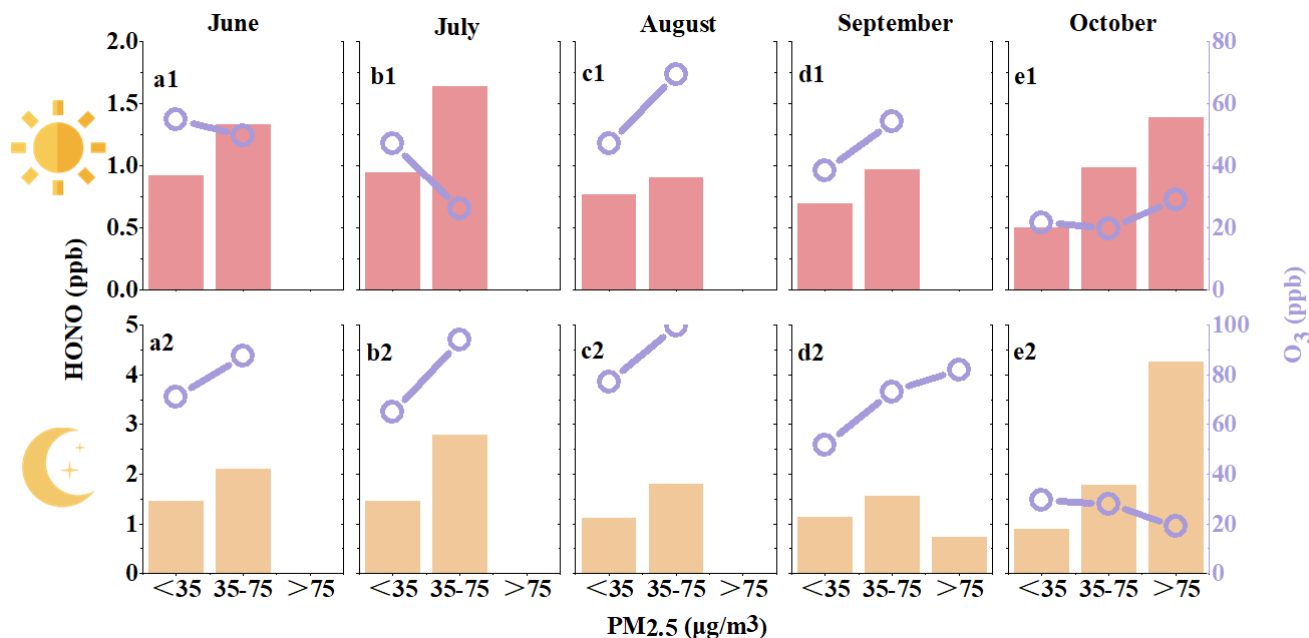 June July August September October
2.0 80
a1 b1 c1 d1 e1
1.5 60
1.0 40
0.5 20
0.0 0
HONO (ppb)
O3 (ppb)
5 100
a2 b2 c2 d2 e2
4 80
3 60
2 40
1 20
0 0
<35 35-75 >75 <35 35-75 >75 <35 35-75 >75 <35 35-75 >75 <35 35-75 >75
PM2.5 (μg/m3)